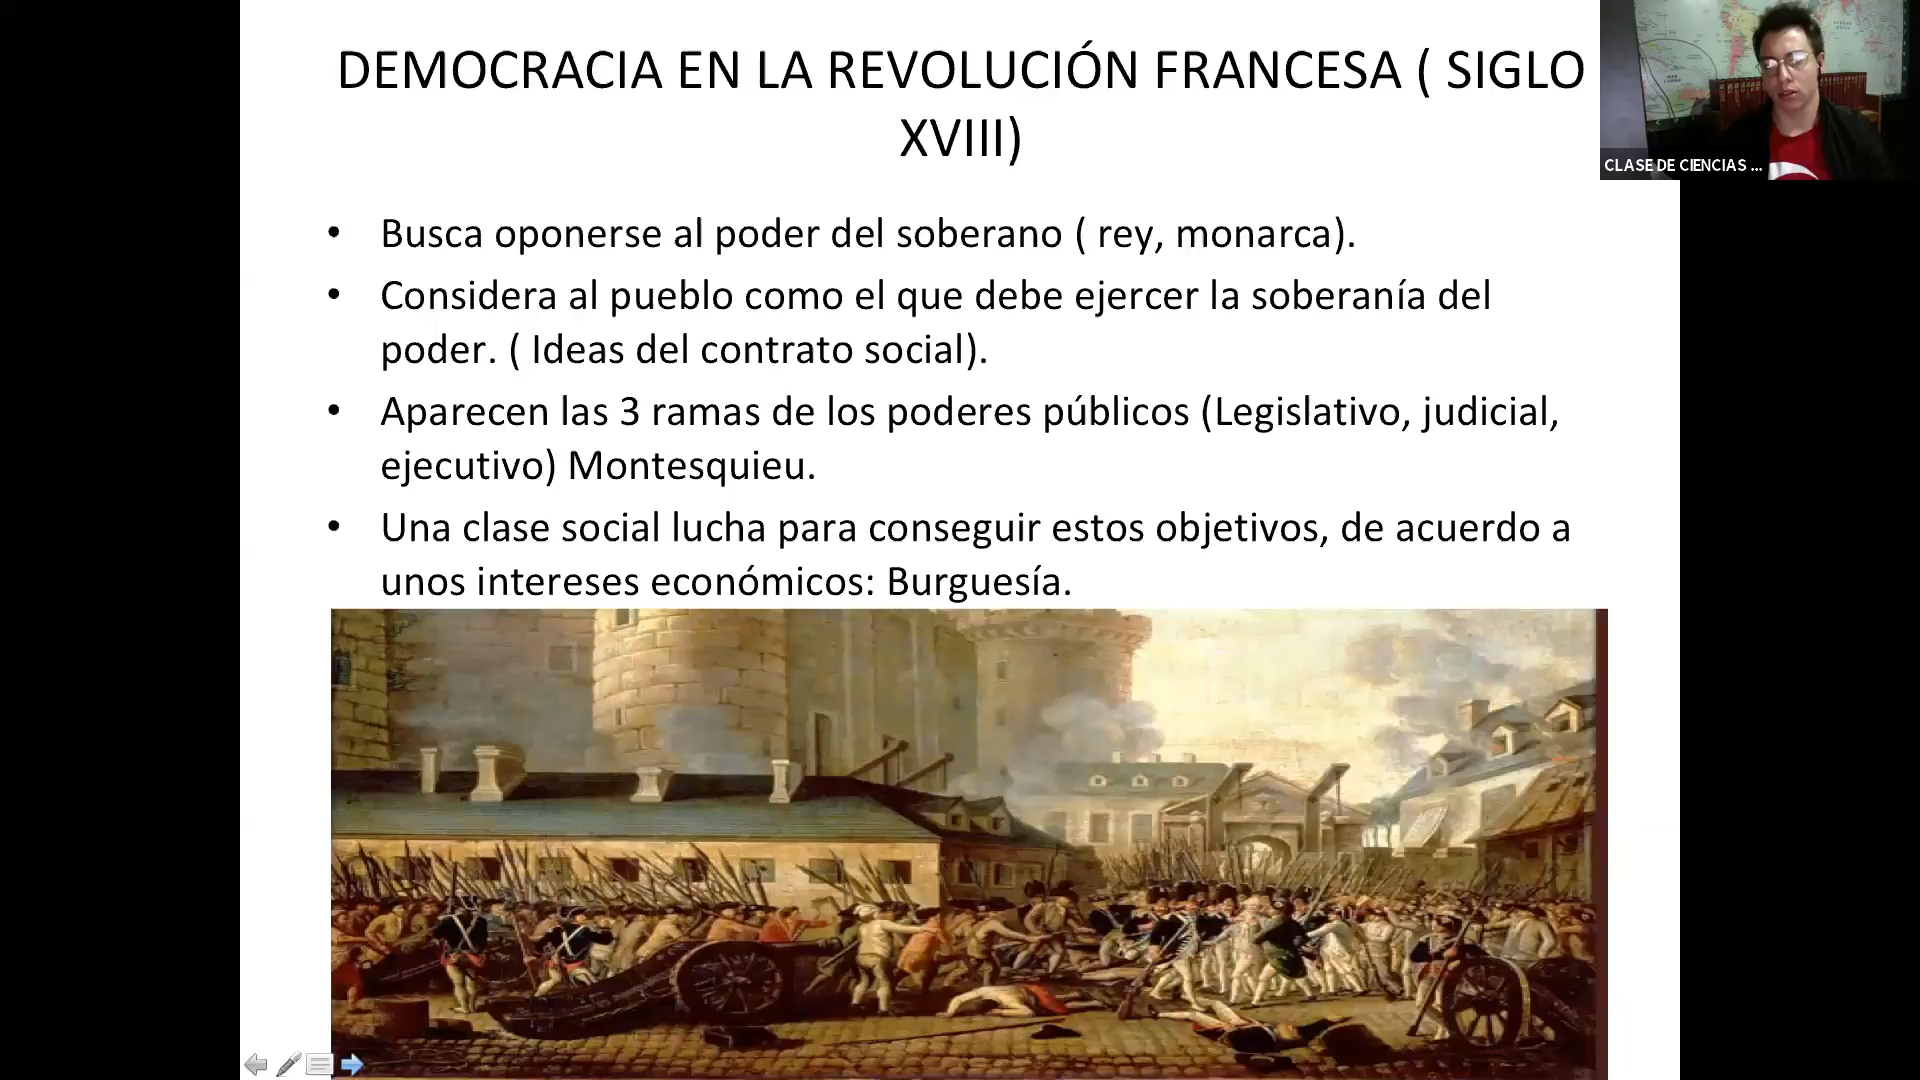 DEMOCRACIA EN LA REVOLUCIÓN FRANCESA ( SIGLO
XVIII)
CLASE DE CIENCIAS ...
• Busca oponerse al poder del soberano ( rey, monarca).
• Considera al pueblo como el que debe ejercer la soberanía del
poder. ( Ideas del contrato social).
• Aparecen las 3 ramas de los poderes públicos (Legislativo, judicial,
ejecutivo) Montesquieu.
• Una clase social lucha para conseguir estos objetivos, de acuerdo a
unos intereses económicos: Burguesía.